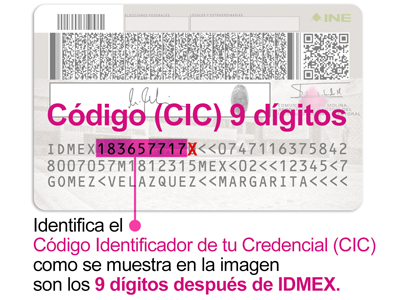 INE
Código (CIC) 9 dígitos
IDMEX183657717X<<0747116375842
8007057M1812315MEX<02<<12345<7
GOMEZ<VELAZQUEZ<<MARGARITA<<<<
Identifica el
Código Identificador de tu Credencial (CIC)
como se muestra en la imagen
son los 9 dígitos después de IDMEX.